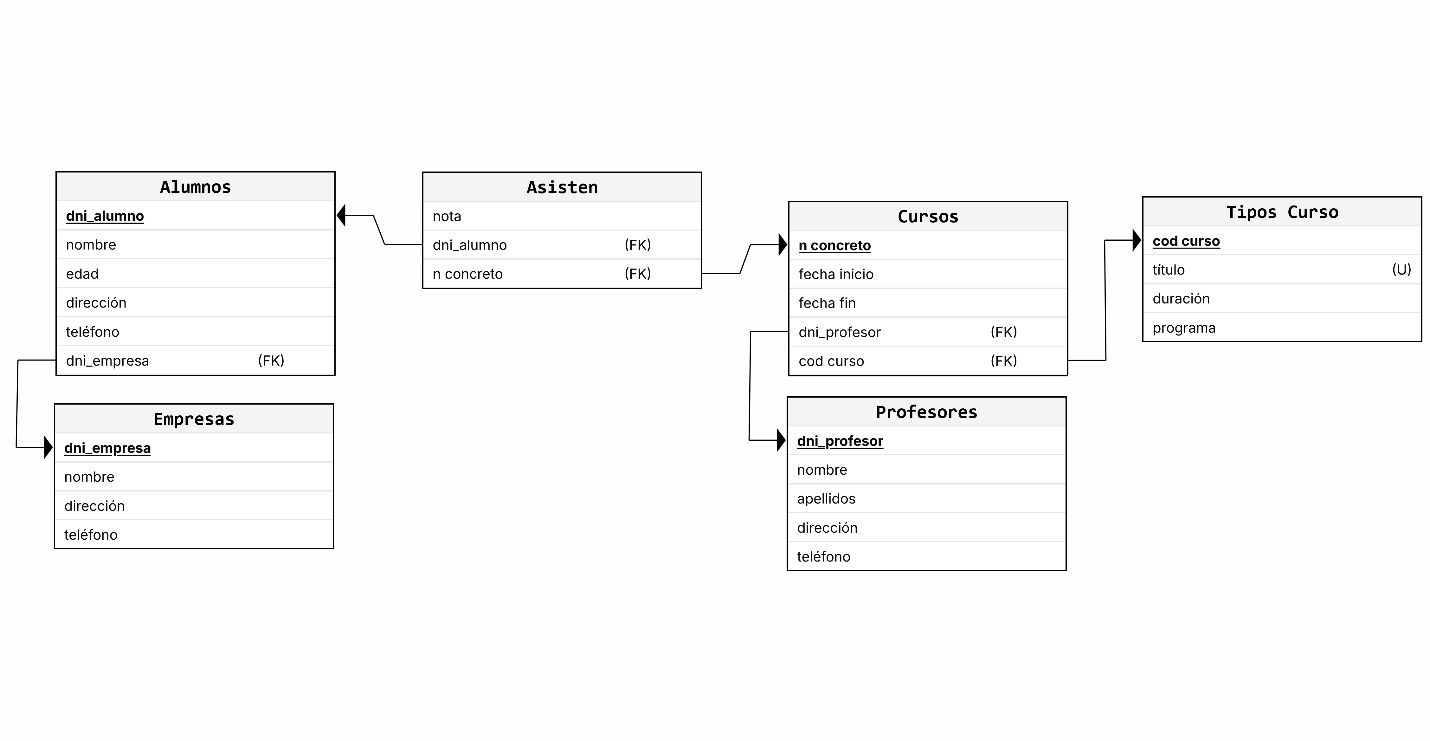 Alumnos
dni_alumno
nombre
edad
dirección
teléfono
dni_empresa (FK)
Empresas
dni_empresa
nombre
dirección
teléfono
Asisten
nota
dni_alumno (FK)
n concreto (FK)
Cursos
n concreto
fecha inicio
fecha fin
dni_profesor (FK)
cod curso (FK)
Profesores
dni_profesor
nombre
apellidos
dirección
teléfono
Tipos Curso
cod curso
título (U)
duración
programa